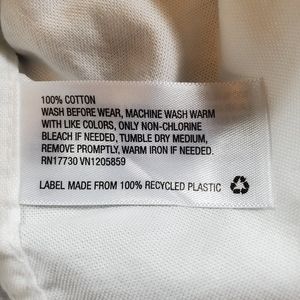 100% COTTON
WASH BEFORE WEAR, MACHINE WASH WARM
WITH LIKE COLORS, ONLY NON-CHLORINE
BLEACH IF NEEDED, TUMBLE DRY MEDIUM,
REMOVE PROMPTLY, WARM IRON IF NEEDED.
RN17730 VN1205859
LABEL MADE FROM 100% RECYCLED PLASTIC